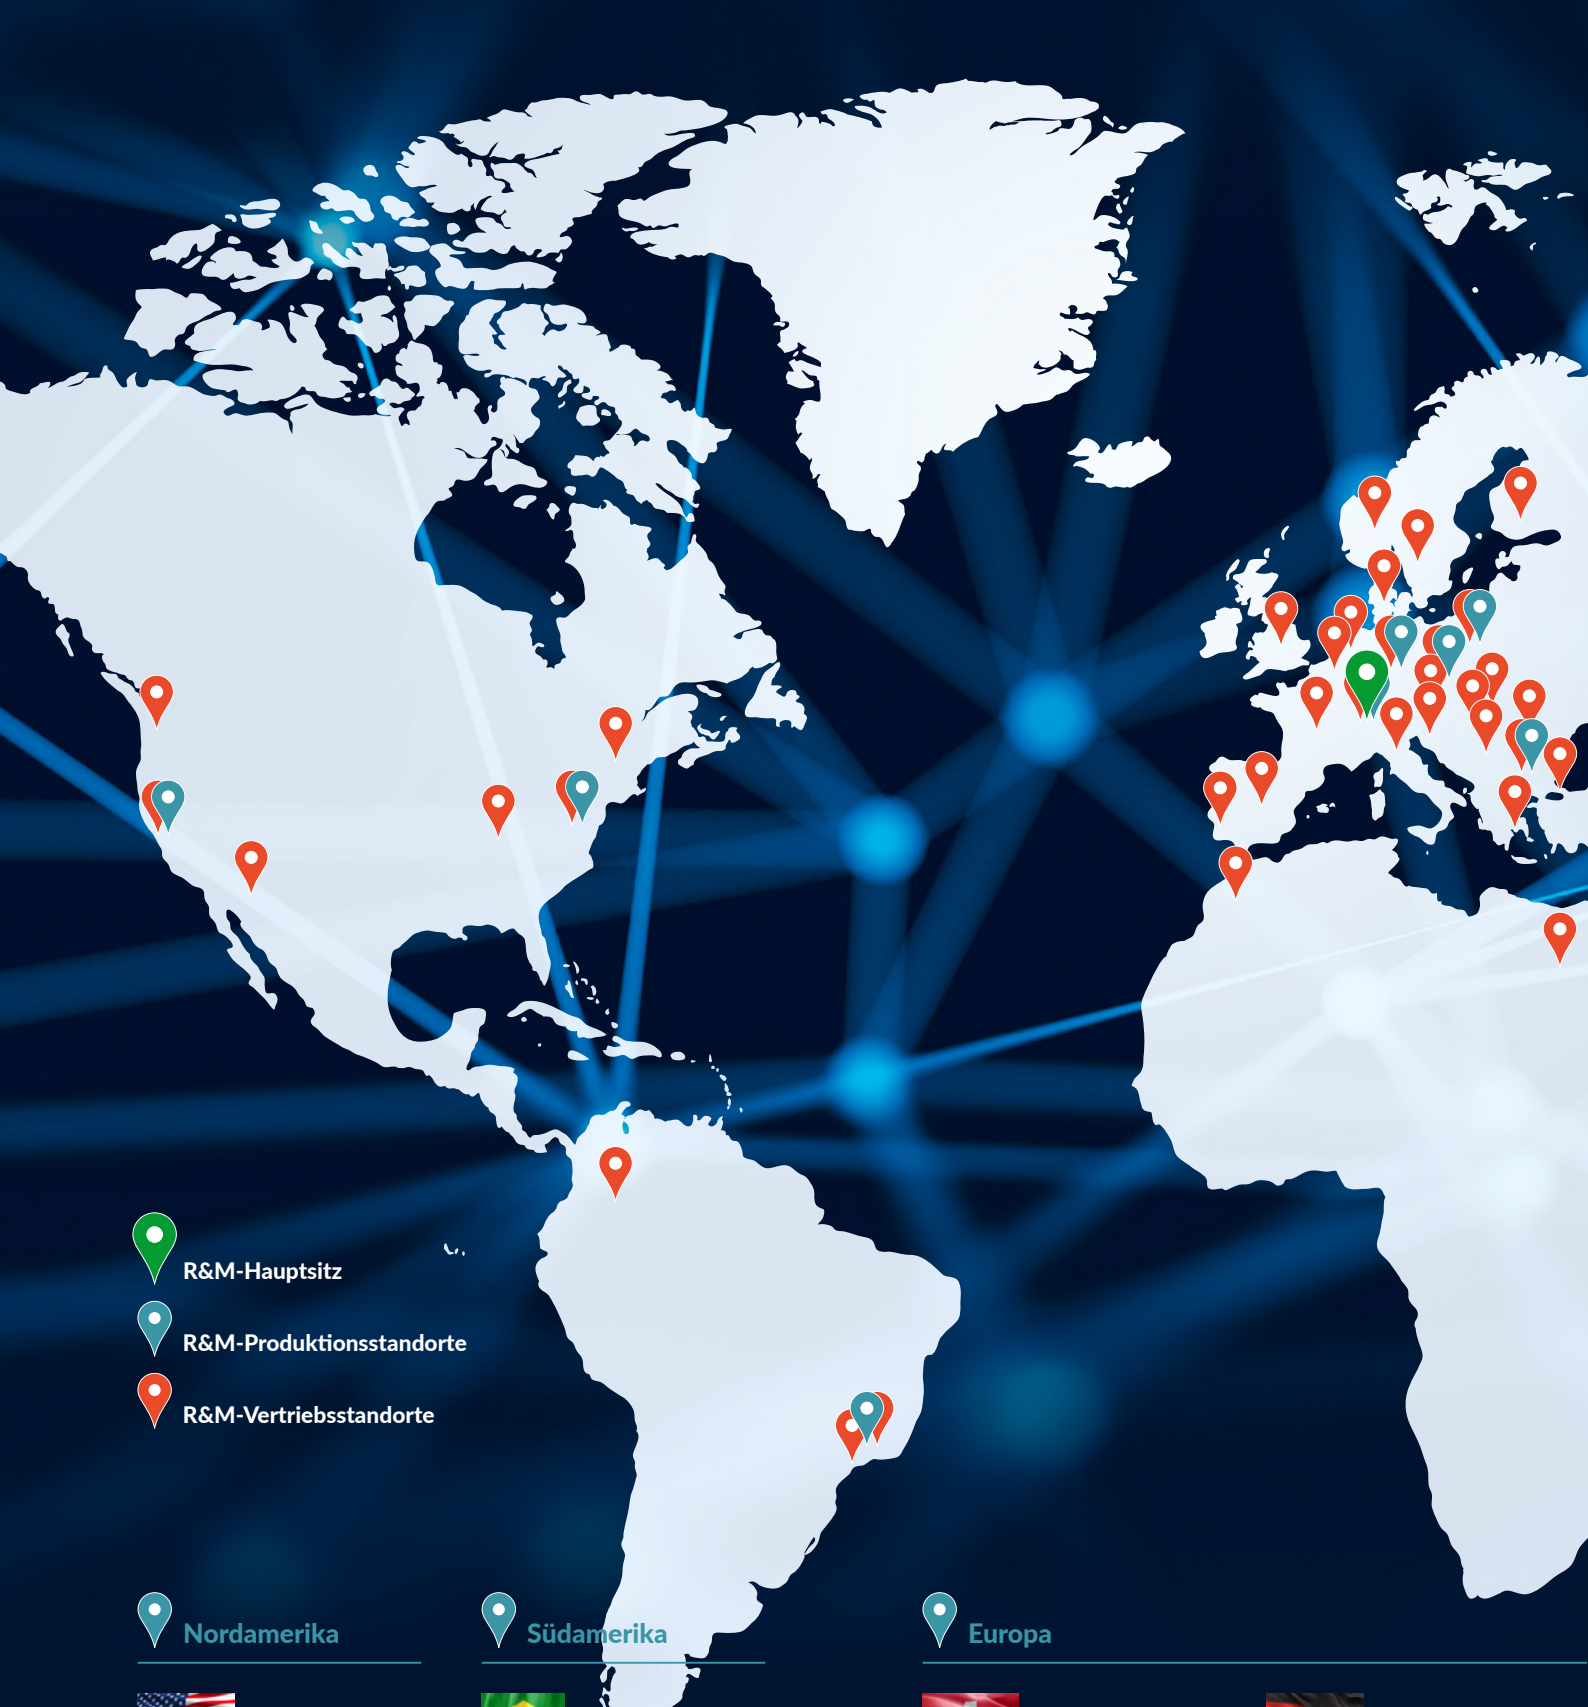 R&M-Hauptsitz
R&M-Produktionsstandorte
R&M-Vertriebsstandorte
Nordamerika
Südamerika
Europa